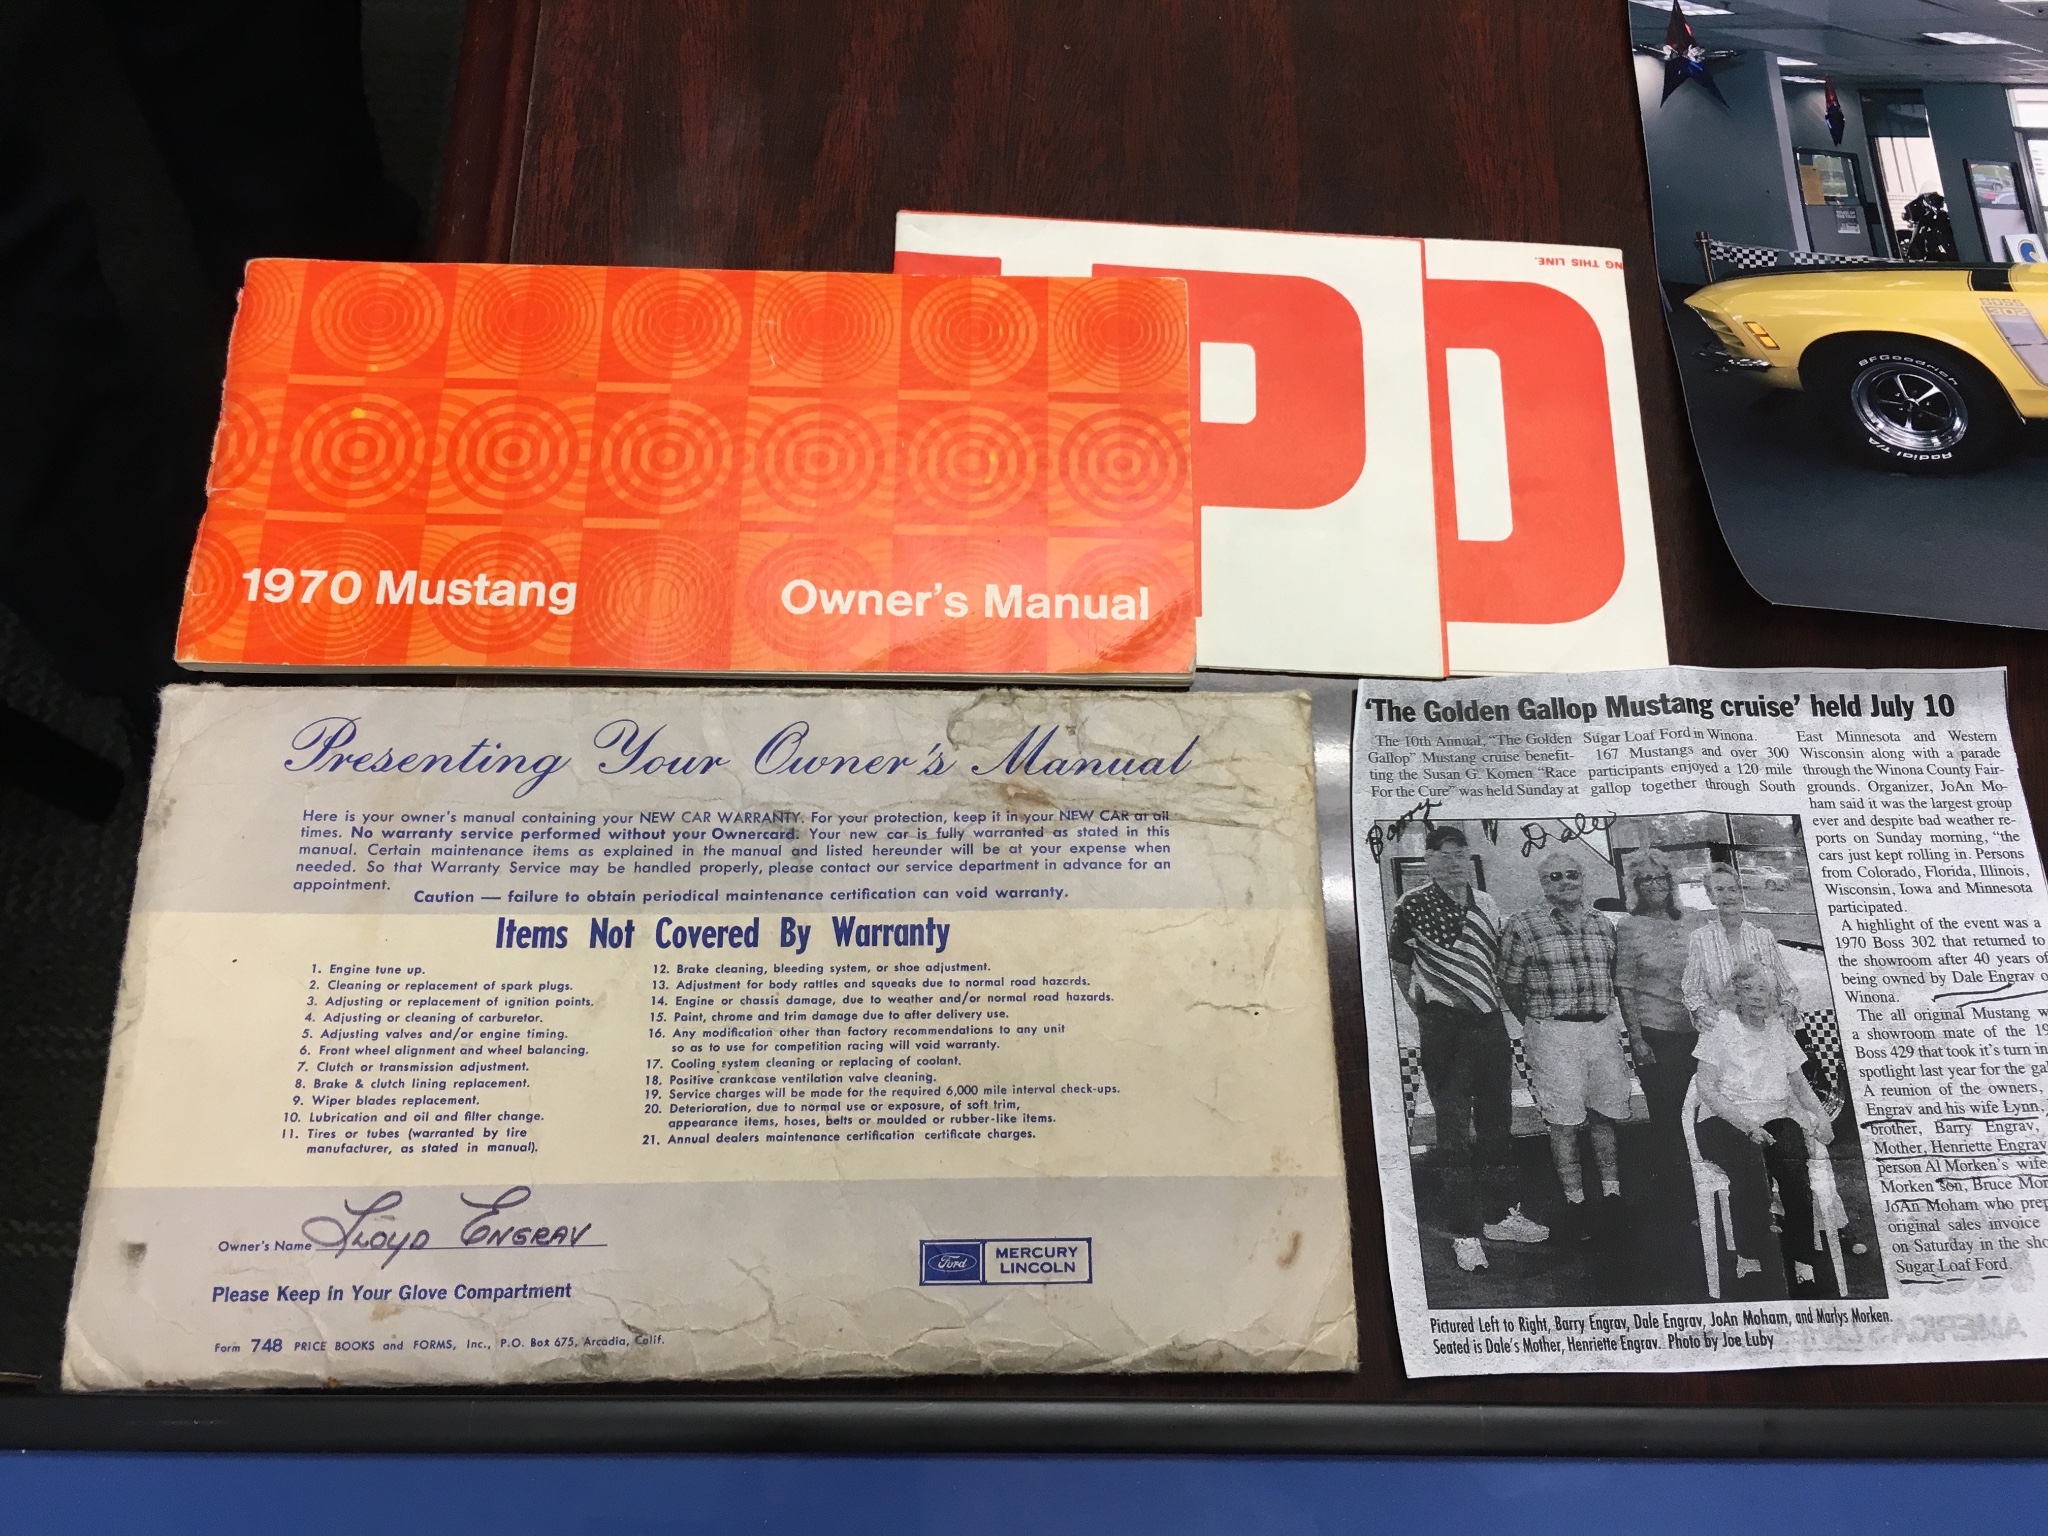 NG THIS LINE.
PD
BOSS
302
BFGoodrich
Radial T/A
1970 Mustang
Owner's Manual
Presenting Your Owner's Manual
Here is your owner's manual containing your NEW CAR WARRANTY. For your protection, keep it in your NEW CAR at all
times. No warranty service performed without your Ownercard. Your new car is fully warranted as stated in this
manual. Certain maintenance items as explained in the manual and listed hereunder will be at your expense when
needed. So that Warranty Service may be handled properly, please contact our service department in advance for an
appointment.
Caution — failure to obtain periodical maintenance certification can void warranty.
Items Not Covered By Warranty
1. Engine tune up.
2. Cleaning or replacement of spark plugs.
3. Adjusting or replacement of ignition points.
4. Adjusting or cleaning of carburetor.
5. Adjusting valves and/or engine timing.
6. Front wheel alignment and wheel balancing.
7. Clutch or transmission adjustment.
8. Brake & clutch lining replacement.
9. Wiper blades replacement.
10. Lubrication and oil and filter change.
11. Tires or tubes (warranted by tire
manufacturer, as stated in manual).
12. Brake cleaning, bleeding system, or shoe adjustment.
13. Adjustment for body rattles and squeaks due to normal road hazards.
14. Engine or chassis damage, due to weather and/or normal road hazards.
15. Paint, chrome and trim damage due to after delivery use.
16. Any modification other than factory recommendations to any unit
so as to use for competition racing will void warranty.
17. Cooling system cleaning or replacing of coolant.
18. Positive crankcase ventilation valve cleaning.
19. Service charges will be made for the required 6,000 mile interval check-ups.
20. Deterioration, due to normal use or exposure, of soft trim,
appearance items, hoses, belts or moulded or rubber-like items.
21. Annual dealers maintenance certification certificate charges.
Owner's Name Lloyd Engrav
Please Keep in Your Glove Compartment
Ford
MERCURY
LINCOLN
Form 748 PRICE BOOKS and FORMS, Inc., P.O. Box 675, Arcadia, Calif.
'The Golden Gallop Mustang cruise' held July 10
The 10th Annual, "The Golden
Gallop" Mustang cruise benefit-
ting the Susan G. Komen "Race
For the Cure" was held Sunday at
Sugar Loaf Ford in Winona.
167 Mustangs and over 300
participants enjoyed a 120 mile
gallop together through South
East Minnesota and Western
Wisconsin along with a parade
through the Winona County Fair-
grounds. Organizer, JoAn Mo-
ham said it was the largest group
ever and despite bad weather re-
ports on Sunday morning, "the
cars just kept rolling in. Persons
from Colorado, Florida, Illinois,
Wisconsin, Iowa and Minnesota
participated.
A highlight of the event was a
1970 Boss 302 that returned to
the showroom after 40 years of
being owned by Dale Engrav o
Winona.
The all original Mustang w
a showroom mate of the 19
Boss 429 that took it's turn in
spotlight last year for the gal
A reunion of the owners,
Engrav and his wife Lynn,
brother, Barry Engrav,
Mother, Henriette Engrav
person Al Morken's wife
Morken son, Bruce Mor
JoAn Moham who prep
original sales invoice
on Saturday in the sho
Sugar Loaf Ford.
Barry
Dale
Pictured Left to Right, Barry Engrav, Dale Engrav, JoAn Moham, and Marlys Morken.
Seated is Dale's Mother, Henriette Engrav. Photo by Joe Luby